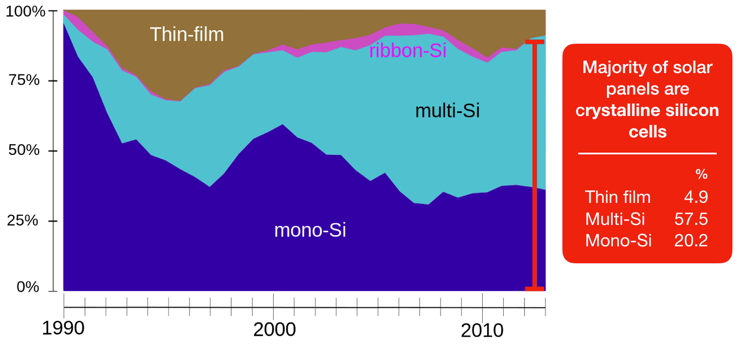 100%
75%
50%
25%
0%
Thin-film
ribbon-Si
multi-Si
mono-Si
1990
2000
2010
Majority of solar
panels are
crystalline silicon
cells
%
Thin film 4.9
Multi-Si 57.5
Mono-Si 20.2